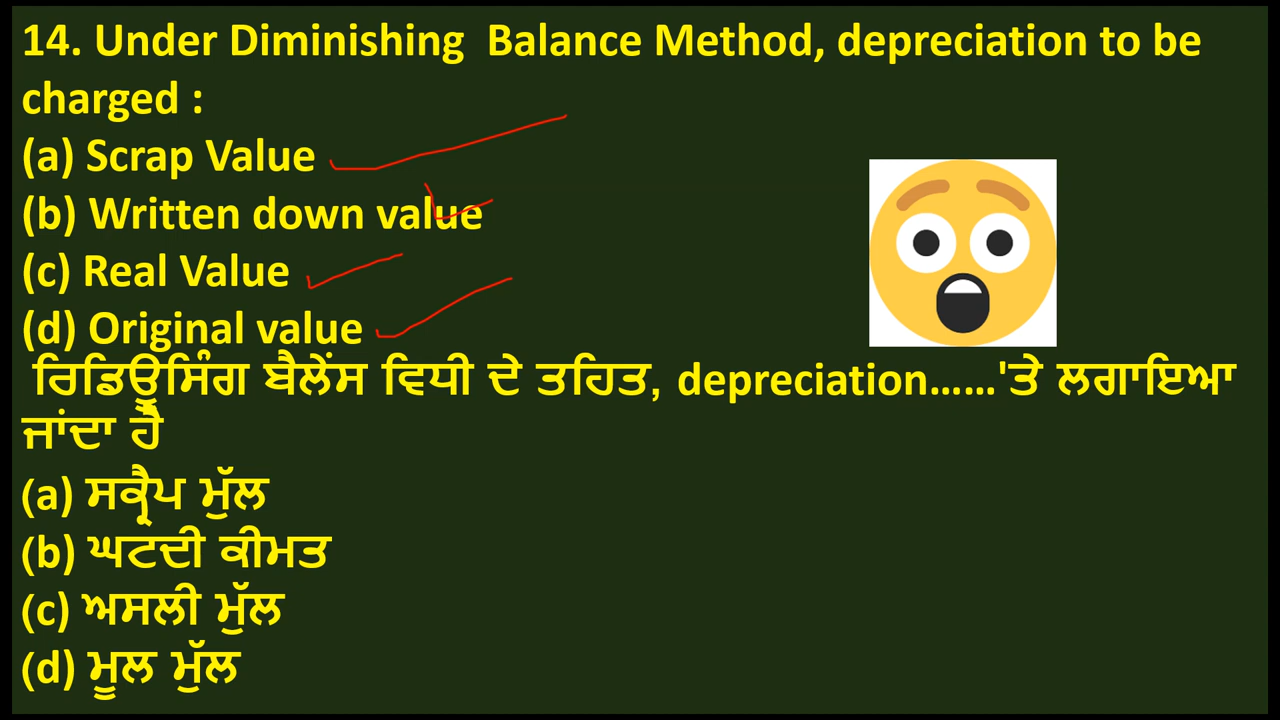 14. Under Diminishing  Balance Method, depreciation to be
charged :
(a) Scrap Value
(b) Written down value
(c) Real Value
(d) Original value
ਰਿਡਿਊਸਿੰਗ ਬੈਲੇਂਸ ਵਿਧੀ ਦੇ ਤਹਿਤ, depreciation......'ਤੇ ਲਗਾਇਆ
ਜਾਂਦਾ ਹੈ
(a) ਸਕ੍ਰੈਪ ਮੁੱਲ
(b) ਘਟਦੀ ਕੀਮਤ
(c) ਅਸਲੀ ਮੁੱਲ
(d) ਮੂਲ ਮੁੱਲ